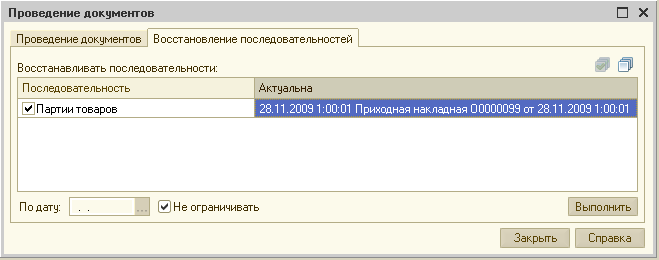 Проведение документов
Проведение документов Восстановление последовательностей
Восстанавливать последовательности:
Последовательность Актуальна
Партии товаров 28.11.2009 1:00:01 Приходная накладная О0000099 от 28.11.2009 1:00:01
По дату: . . ... Не ограничивать Выполнить
Закрыть Справка